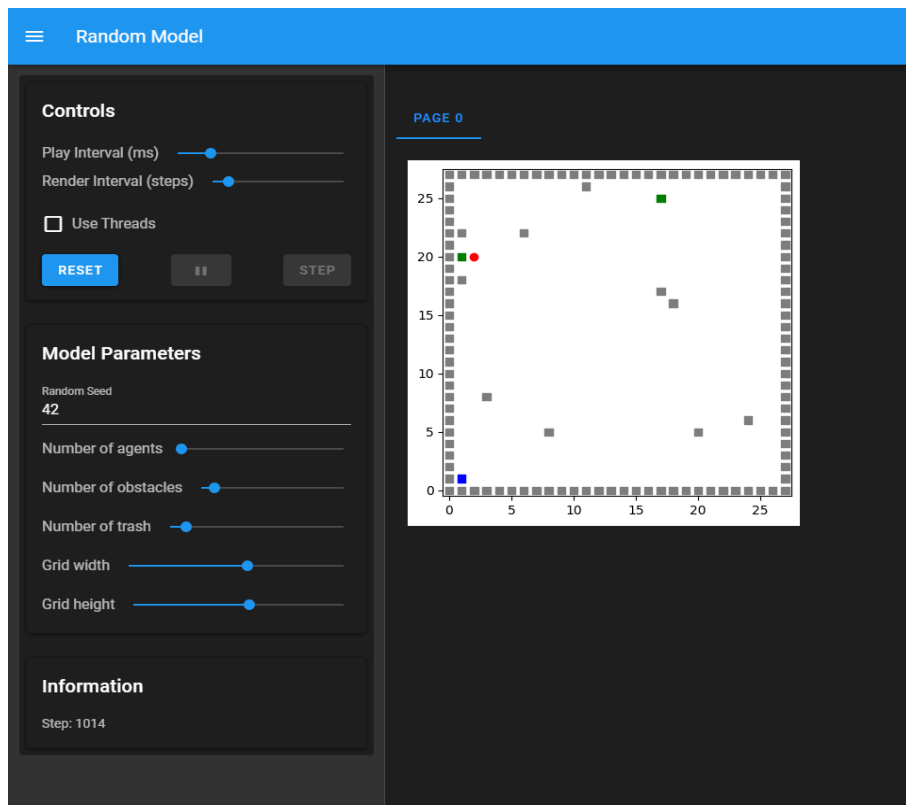 Random Model
Controls
Play Interval (ms)
Render Interval (steps)
Use Threads
RESET
STEP
Model Parameters
Random Seed
42
Number of agents
Number of obstacles
Number of trash
Grid width
Grid height
Information
Step: 1014
PAGE 0
25
20
15
10
5
0
0 5 10 15 20 25